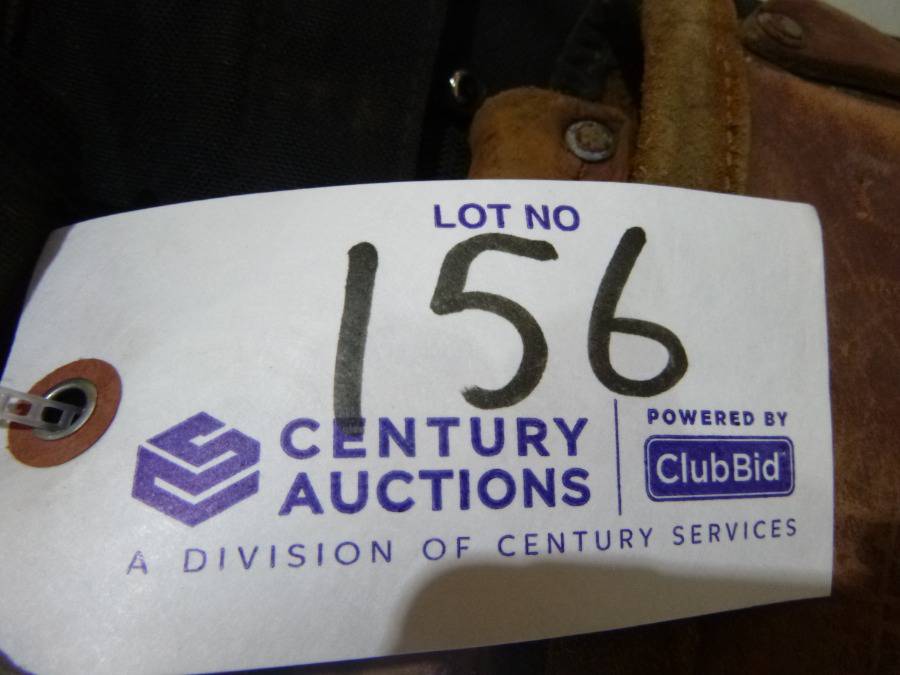 LOT NO
156
CENTURY
AUCTIONS
POWERED BY
ClubBid
A DIVISION OF CENTURY SERVICES